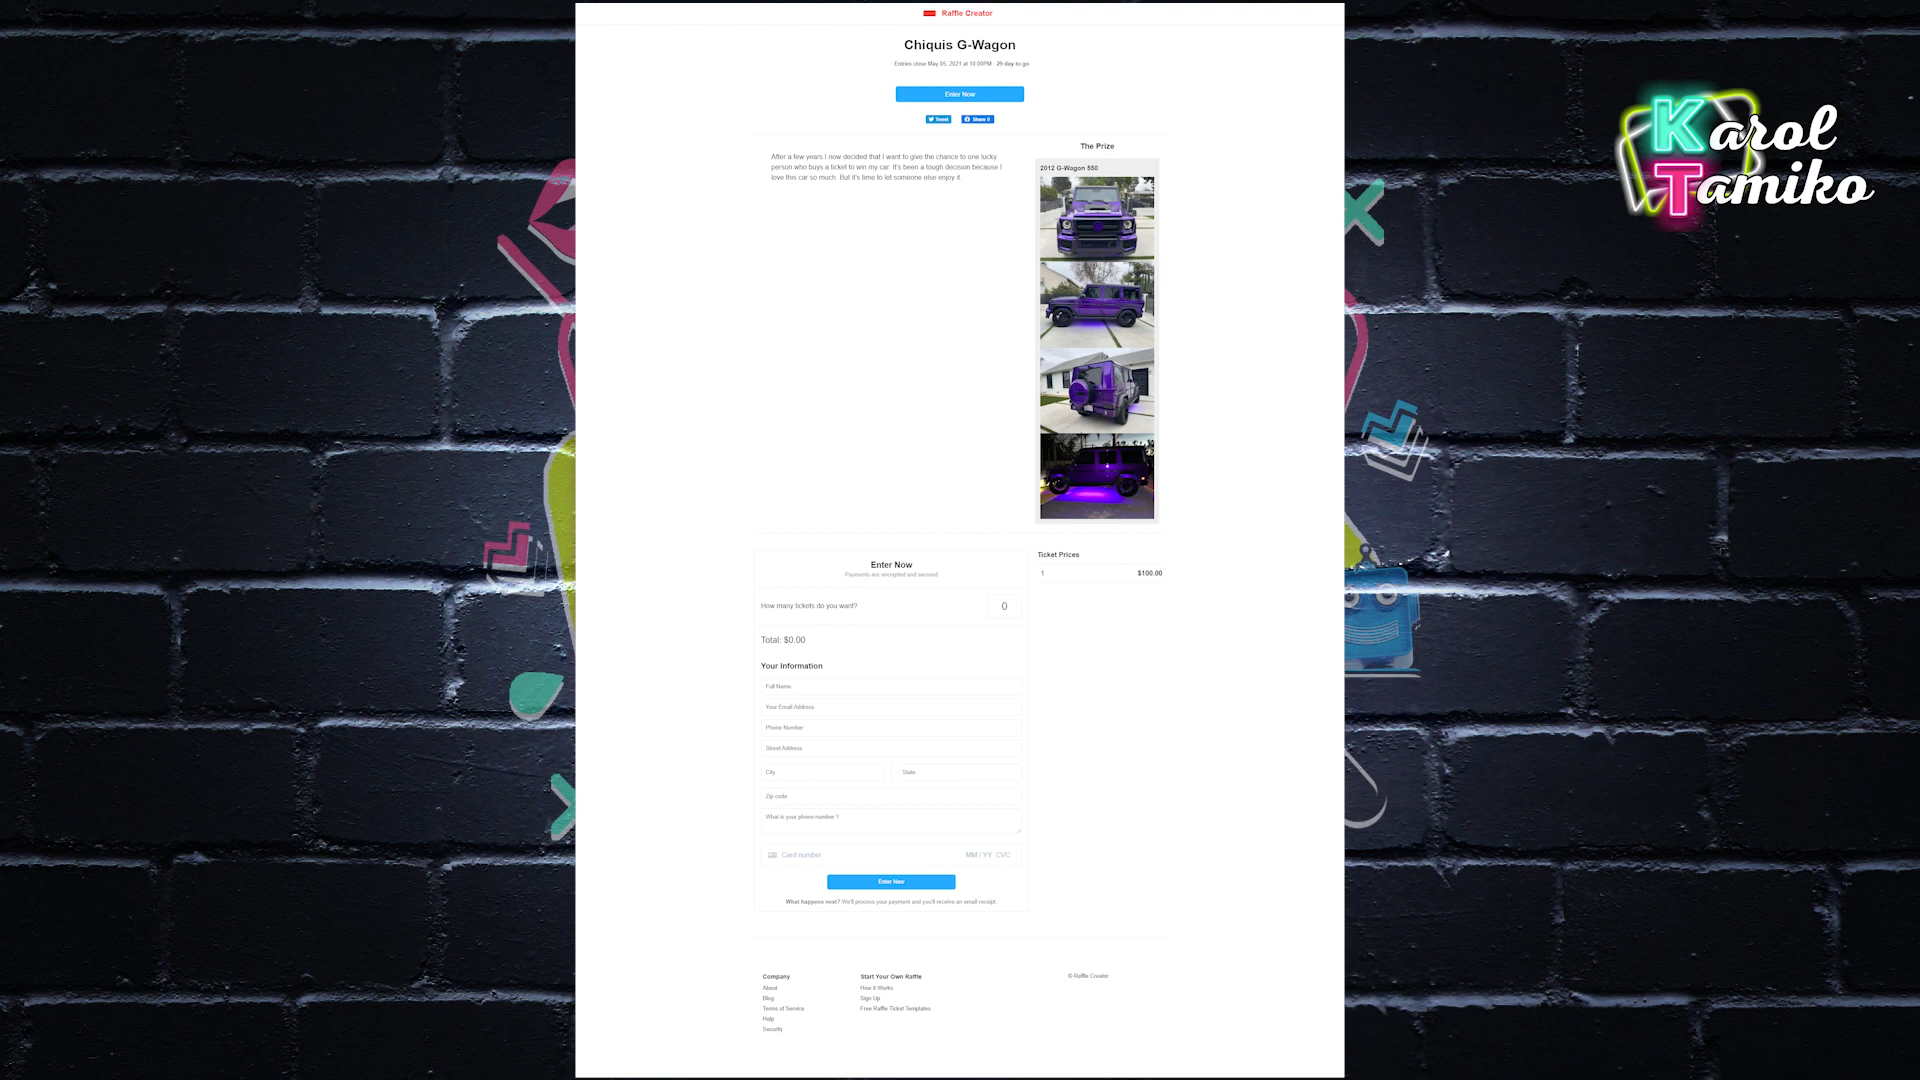 Raffle Creator
Chiquis G-Wagon
Entries close May 05, 2021 at 10:00PM · 29 day to go
Enter Now
Tweet
Share 0
Karol
Tamiko
After a few years I now decided that I want to give the chance to one lucky
person who buys a ticket to win my car. It's been a tough decision because I
love this car so much. But it's time to let someone else enjoy it.
The Prize
2012 G-Wagon 550
Enter Now
Payments are encrypted and secured
How many tickets do you want?
0
Total: $0.00
Your Information
Full Name
Your Email Address
Phone Number
Street Address
City
State
Zip code
What is your phone number ?
Card number
MM / YY CVC
Enter Now
What happens next? We'll process your payment and you'll receive an email receipt.
Ticket Prices
1 $100.00
Company
About
Blog
Terms of Service
Help
Security
Start Your Own Raffle
How it Works
Sign Up
Free Raffle Ticket Templates
© Raffle Creator